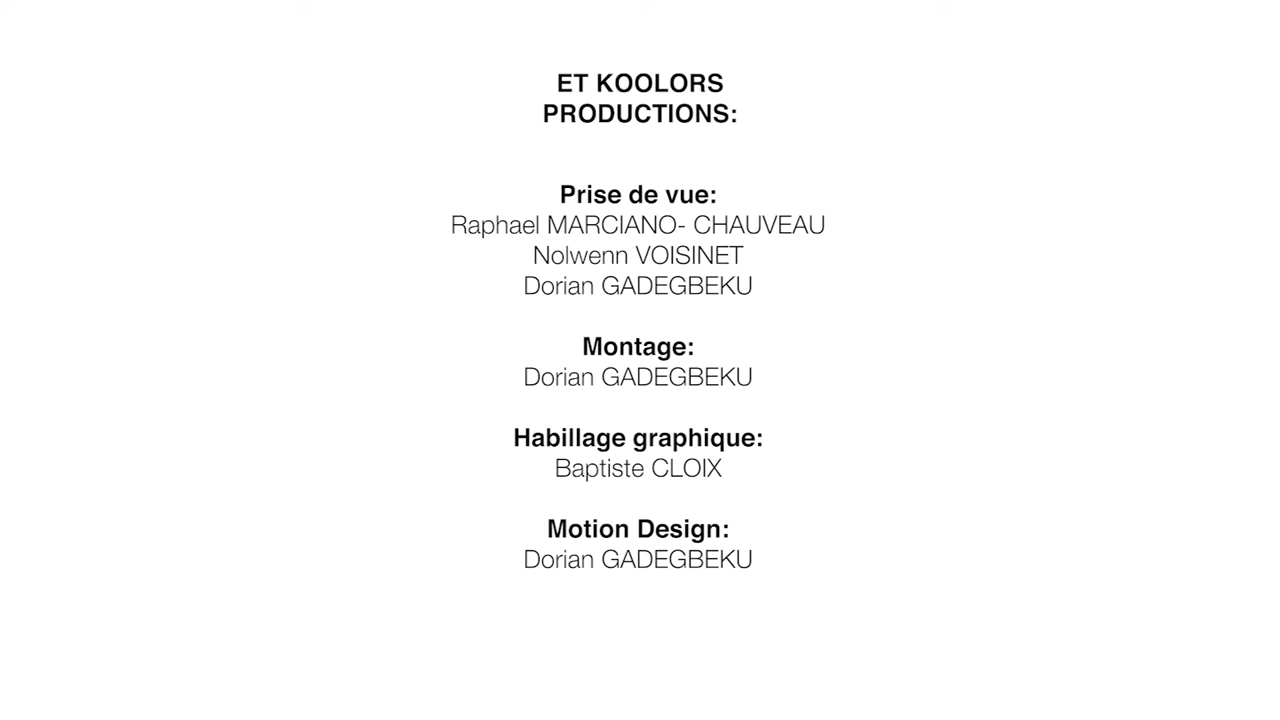 ET KOOLORS
PRODUCTIONS:
Prise de vue:
Raphael MARCIANO- CHAUVEAU
Nolwenn VOISINET
Dorian GADEGBEKU
Montage:
Dorian GADEGBEKU
Habillage graphique:
Baptiste CLOIX
Motion Design:
Dorian GADEGBEKU